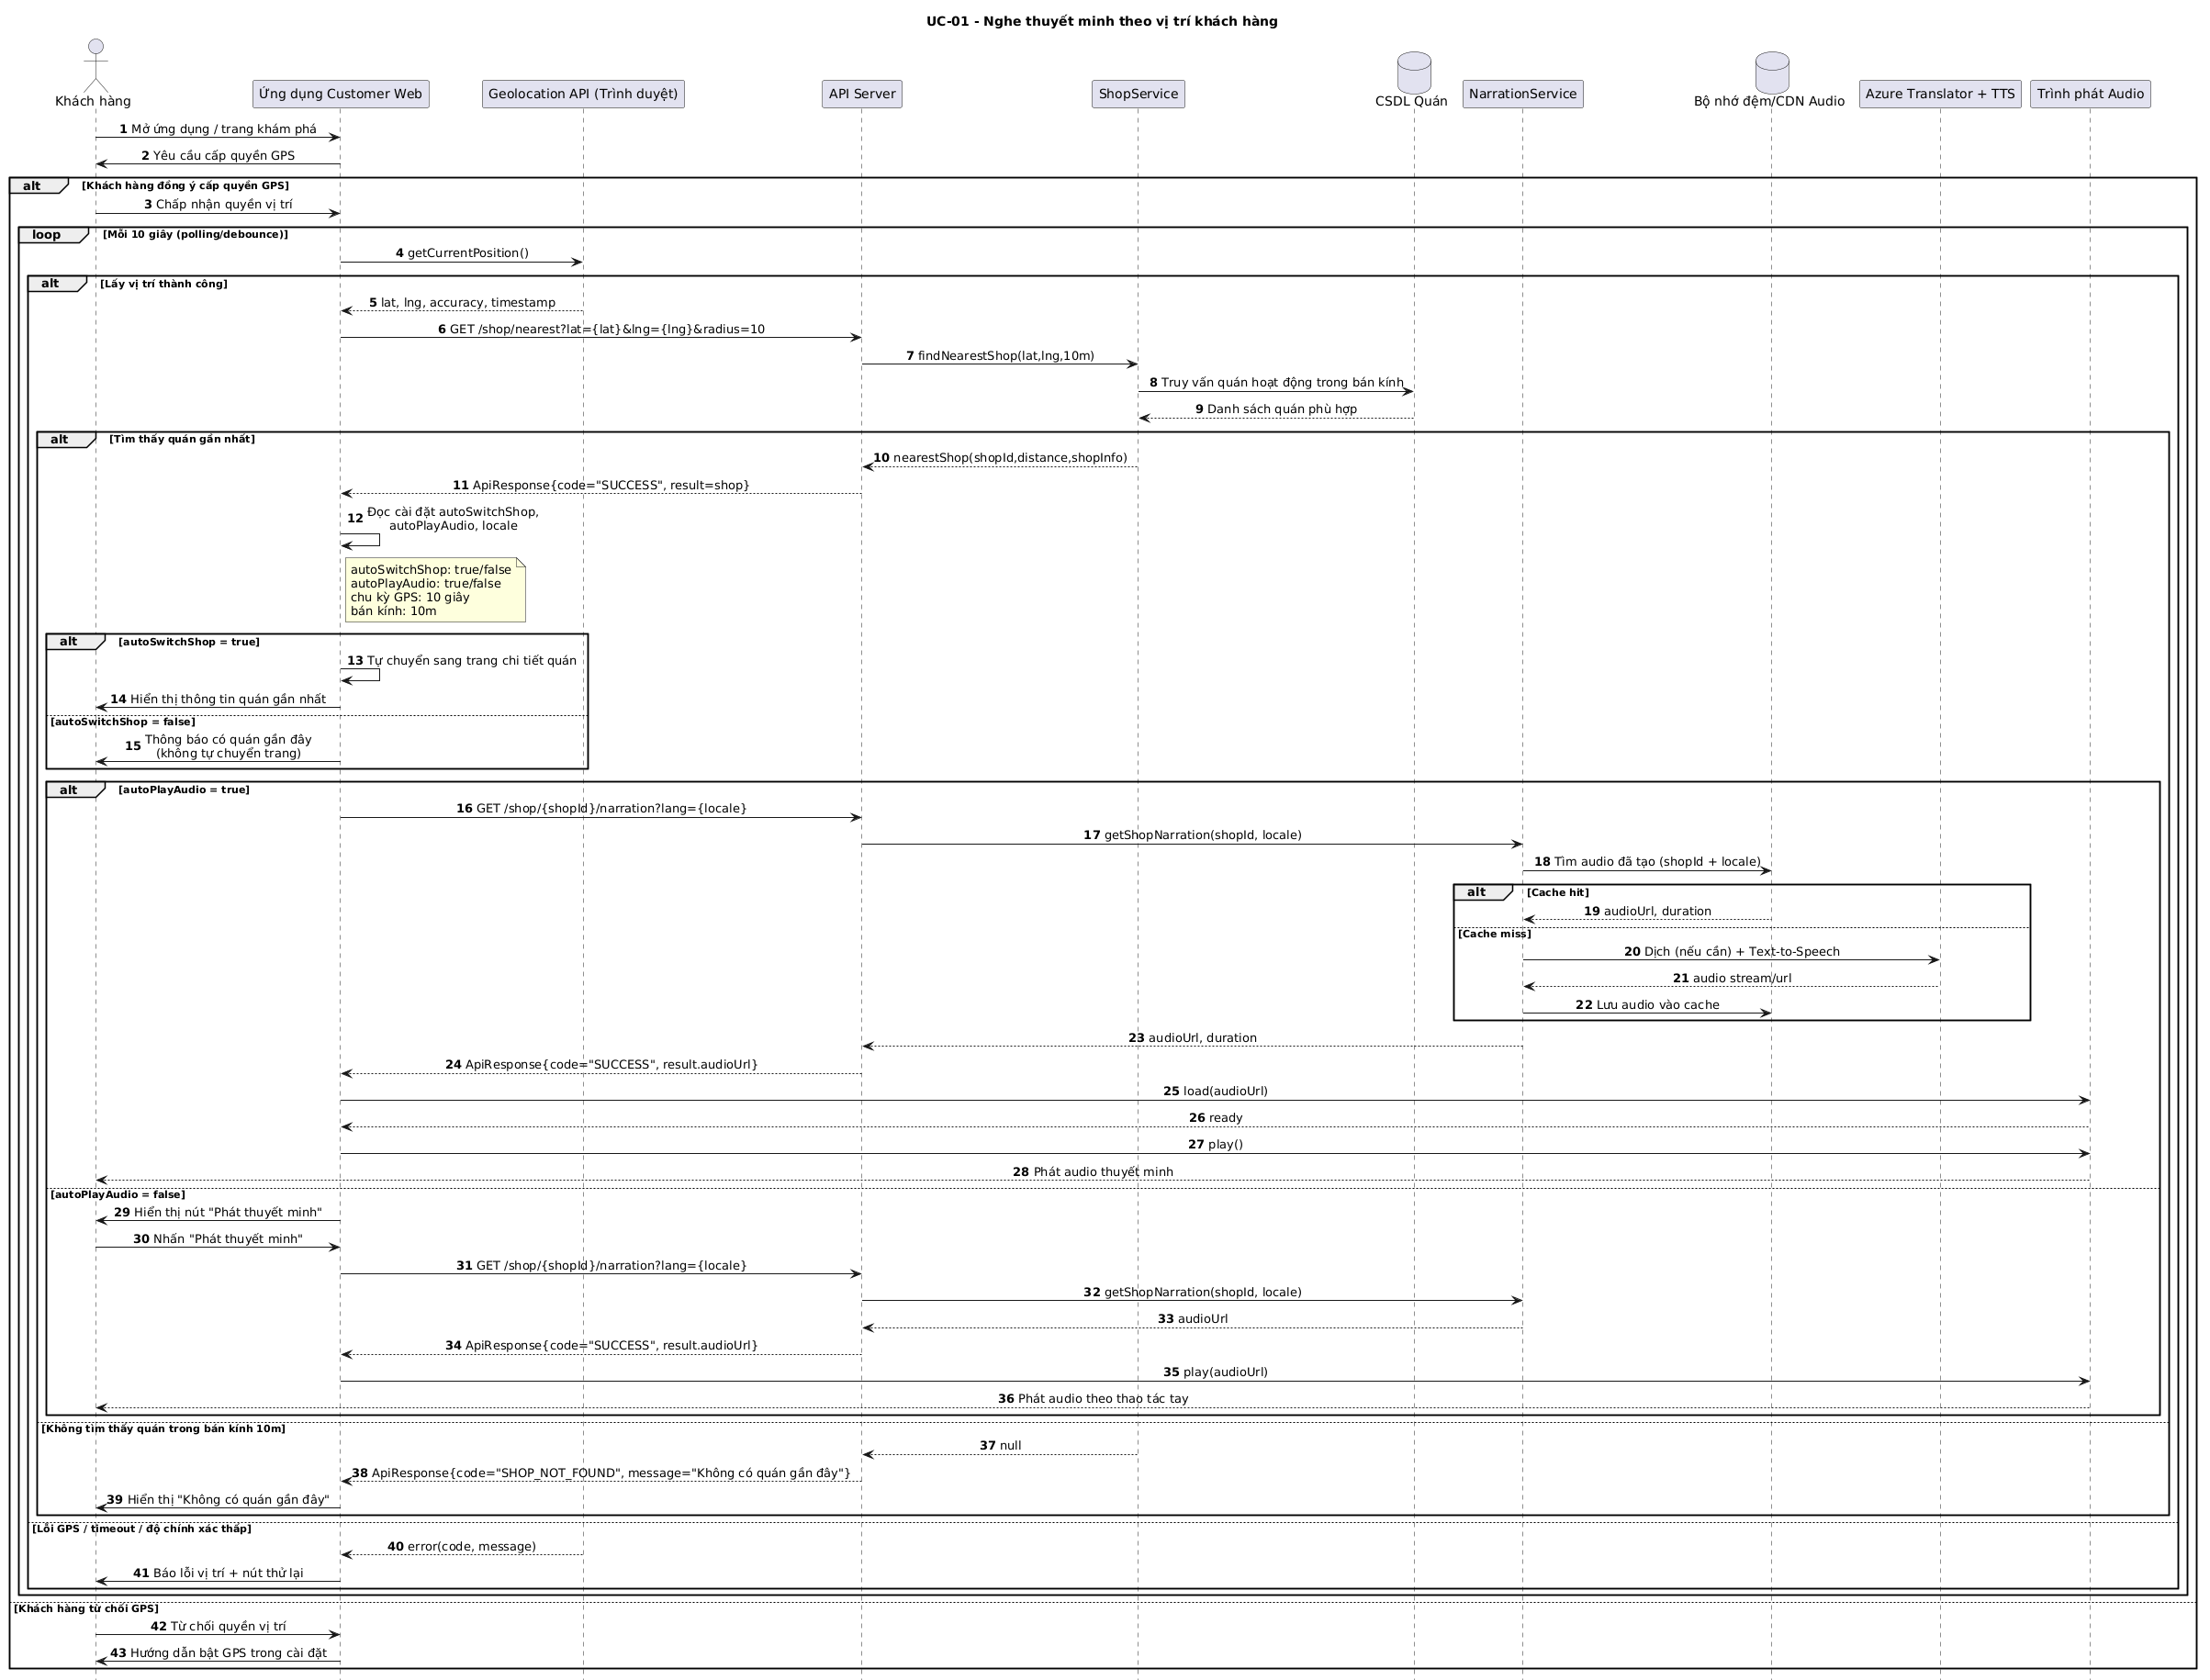 UC-01 - Nghe thuyết minh theo vị trí khách hàng
Khách hàng
Ứng dụng Customer Web
Geolocation API (Trình duyệt)
API Server
ShopService
CSDL Quán
NarrationService
Bộ nhớ đệm/CDN Audio
Azure Translator + TTS
Trình phát Audio
1 Mở ứng dụng / trang khám phá
2 Yêu cầu cấp quyền GPS
alt [Khách hàng đồng ý cấp quyền GPS]
3 Chấp nhận quyền vị trí
loop [Mỗi 10 giây (polling/debounce)]
4 getCurrentPosition()
alt [Lấy vị trí thành công]
5 lat, lng, accuracy, timestamp
6 GET /shop/nearest?lat={lat}&lng={lng}&radius=10
7 findNearestShop(lat,lng,10m)
8 Truy vấn quán hoạt động trong bán kính
9 Danh sách quán phù hợp
alt [Tìm thấy quán gần nhất]
10 nearestShop(shopId,distance,shopInfo)
11 ApiResponse{code="SUCCESS", result=shop}
12 Đọc cài đặt autoSwitchShop,
autoPlayAudio, locale
autoSwitchShop: true/false
autoPlayAudio: true/false
chu kỳ GPS: 10 giây
bán kính: 10m
alt [autoSwitchShop = true]
13 Tự chuyển sang trang chi tiết quán
14 Hiển thị thông tin quán gần nhất
[autoSwitchShop = false]
15 Thông báo có quán gần đây
(không tự chuyển trang)
alt [autoPlayAudio = true]
16 GET /shop/{shopId}/narration?lang={locale}
17 getShopNarration(shopId, locale)
18 Tìm audio đã tạo (shopId + locale)
alt [Cache hit]
19 audioUrl, duration
[Cache miss]
20 Dịch (nếu cần) + Text-to-Speech
21 audio stream/url
22 Lưu audio vào cache
23 audioUrl, duration
24 ApiResponse{code="SUCCESS", result.audioUrl}
25 load(audioUrl)
26 ready
27 play()
28 Phát audio thuyết minh
[autoPlayAudio = false]
29 Hiển thị nút "Phát thuyết minh"
30 Nhấn "Phát thuyết minh"
31 GET /shop/{shopId}/narration?lang={locale}
32 getShopNarration(shopId, locale)
33 audioUrl
34 ApiResponse{code="SUCCESS", result.audioUrl}
35 play(audioUrl)
36 Phát audio theo thao tác tay
[Không tìm thấy quán trong bán kính 10m]
37 null
38 ApiResponse{code="SHOP_NOT_FOUND", message="Không có quán gần đây"}
39 Hiển thị "Không có quán gần đây"
[Lỗi GPS / timeout / độ chính xác thấp]
40 error(code, message)
41 Báo lỗi vị trí + nút thử lại
[Khách hàng từ chối GPS]
42 Từ chối quyền vị trí
43 Hướng dẫn bật GPS trong cài đặt